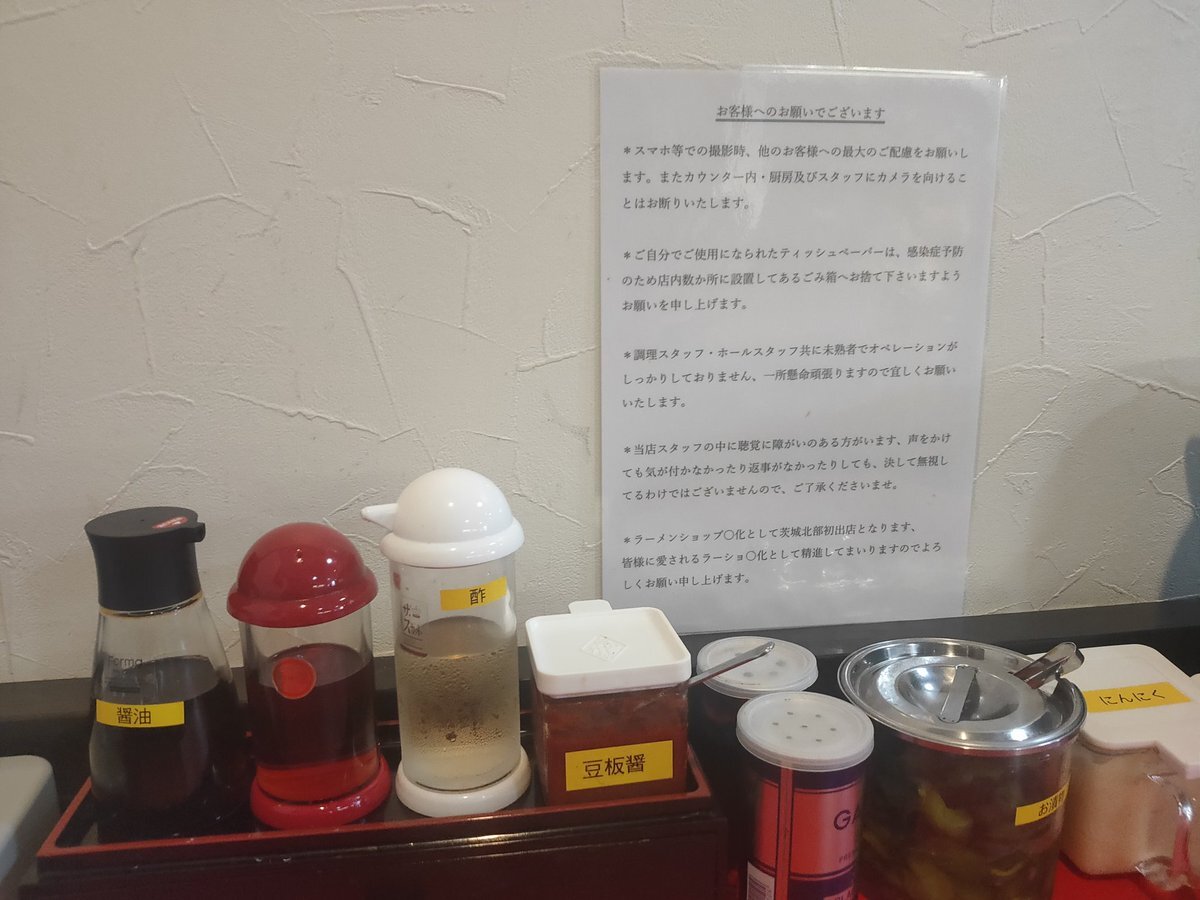 お客様へのお願いでございます
＊スマホ等での撮影時、他のお客様への最大のご配慮をお願いし
ます。またカウンター内・厨房及びスタッフにカメラを向けるこ
とはお断りいたします。
＊ご自分でご使用になられたティッシュペーパーは、感染症予防
のため店内数か所に設置してあるごみ箱へお捨て下さいますよう
お願いを申し上げます。
＊調理スタッフ・ホールスタッフ共に未熟者でオペレーションが
しっかりしておりません、一所懸命頑張りますので宜しくお願い
いたします。
＊当店スタッフの中に聴覚に障がいのある方がいます、声をかけ
ても気が付かなかったり返事がなかったりしても、決して無視し
てるわけではございませんので、ご了承くださいませ。
＊ラーメンショップ〇化として茨城北部初出店となります、
皆様に愛されるラーショ〇化として精進してまいりますのでよろ
しくお願い申し上げます。
酢
Forma
醤油
豆板醤
にんにく
お漬物